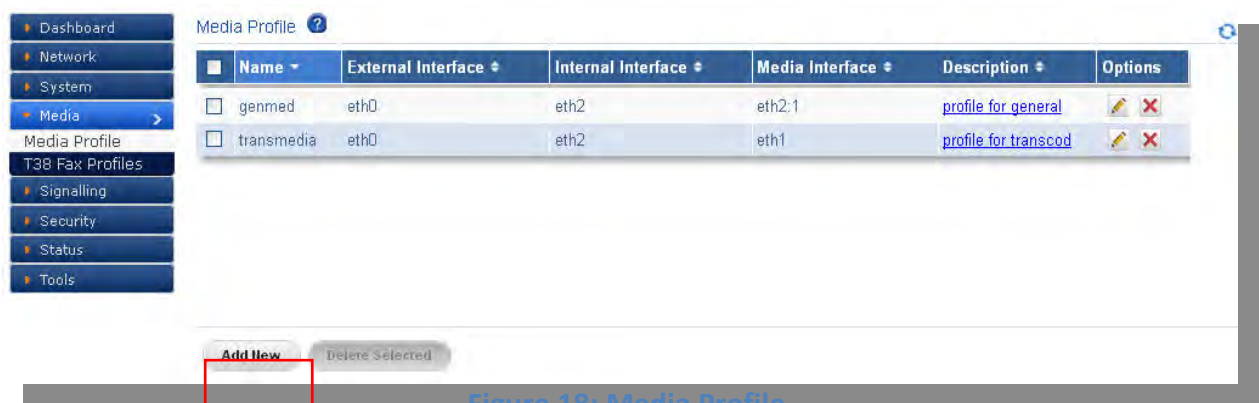 Dashboard
Network
System
Media
Media Profile
T38 Fax Profiles
Signalling
Security
Status
Tools
Media Profile ?
Name External Interface Internal Interface Media Interface Description Options
genmed eth0 eth2 eth2:1 profile for general
transmedia eth0 eth2 eth1 profile for transcod
Add New Delete Selected
Figure 18: Media Profile